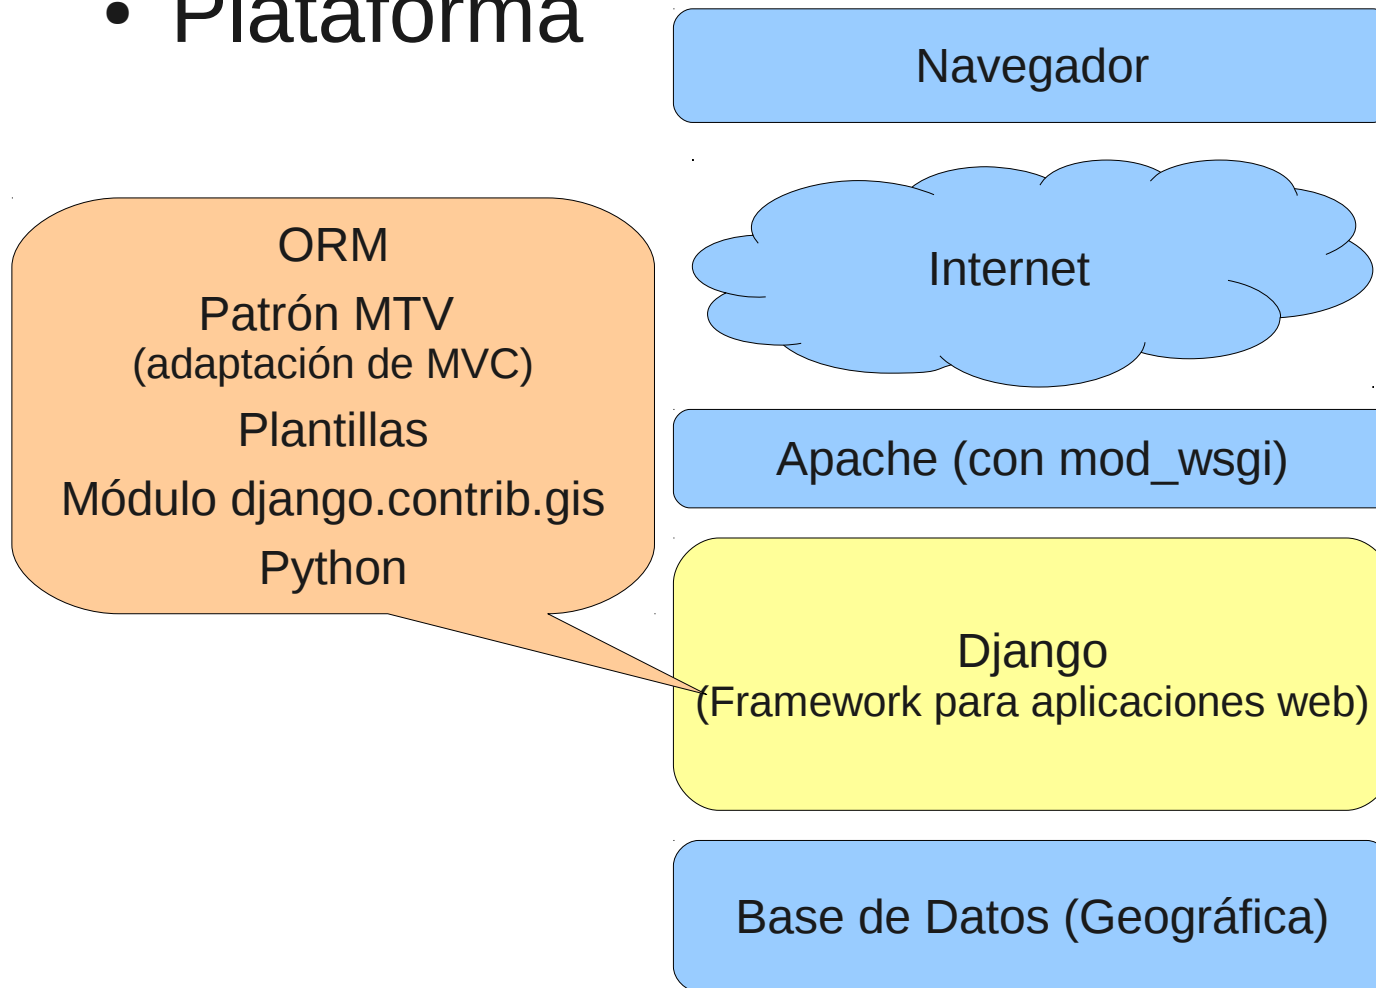 • Plataforma
Navegador
Internet
ORM
Patrón MTV
(adaptación de MVC)
Plantillas
Módulo django.contrib.gis
Python
Apache (con mod_wsgi)
Django
(Framework para aplicaciones web)
Base de Datos (Geográfica)